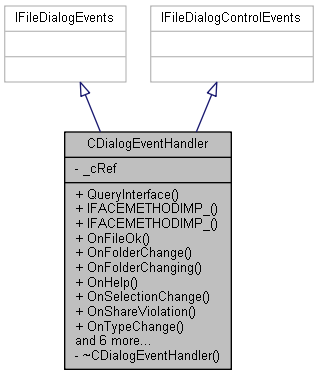 IFileDialogEvents
IFileDialogControlEvents
CDialogEventHandler
- _cRef
+ QueryInterface()
+ IFACEMETHODIMP_()
+ IFACEMETHODIMP_()
+ OnFileOk()
+ OnFolderChange()
+ OnFolderChanging()
+ OnHelp()
+ OnSelectionChange()
+ OnShareViolation()
+ OnTypeChange()
and 6 more...
- ~CDialogEventHandler()